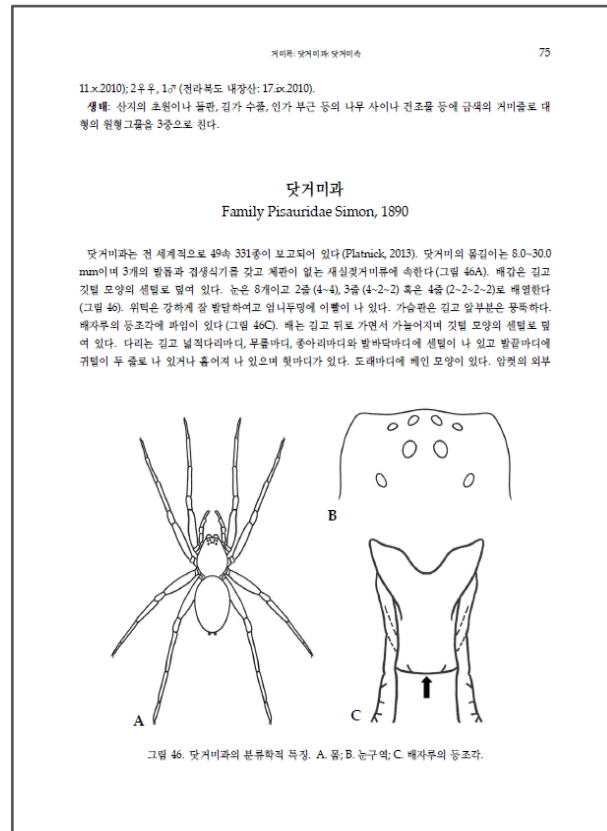 거미목: 닷거미과: 닷거미속 75
11.x.2010); 2우우, 1♂ (전라북도 내장산: 17.ix.2010).
생태: 산지의 초원이나 들판, 길가 수풀, 인가 부근 등의 나무 사이나 건조물 등에 금색의 거미줄로 대
형의 원형그물을 3중으로 친다.
닷거미과
Family Pisauridae Simon, 1890
닷거미과는 전 세계적으로 49속 331종이 보고되어 있다 (Platnick, 2013). 닷거미의 몸길이는 8.0~30.0
mm이며 3개의 발톱과 겹생식기를 갖고 체판이 없는 새실젖거미류에 속한다 (그림 46A). 배갑은 길고
깃털 모양의 센털로 덮여 있다. 눈은 8개이고 2줄 (4~4), 3줄 (4~2~2) 혹은 4줄 (2~2~2~2)로 배열한다
(그림 46). 위턱은 강하게 잘 발달하여고 엄니두덩에 이빨이 나 있다. 가슴판은 길고 앞부분은 뭉뚝하다.
배자루의 등조각에 파임이 있다 (그림 46C). 배는 길고 뒤로 가면서 가늘어지며 깃털 모양의 센털로 덮
여 있다. 다리는 길고 넓적다리마디, 무릎마디, 종아리마디와 발바닥마디에 센털이 나 있고 발끝마디에
귀털이 두 줄로 나 있거나 흩어져 나 있으며 헛마디가 있다. 도래마디에 베인 모양이 있다. 암컷의 외부
A
B
C
그림 46. 닷거미과의 분류학적 특징. A. 몸; B. 눈구역; C. 배자루의 등조각.